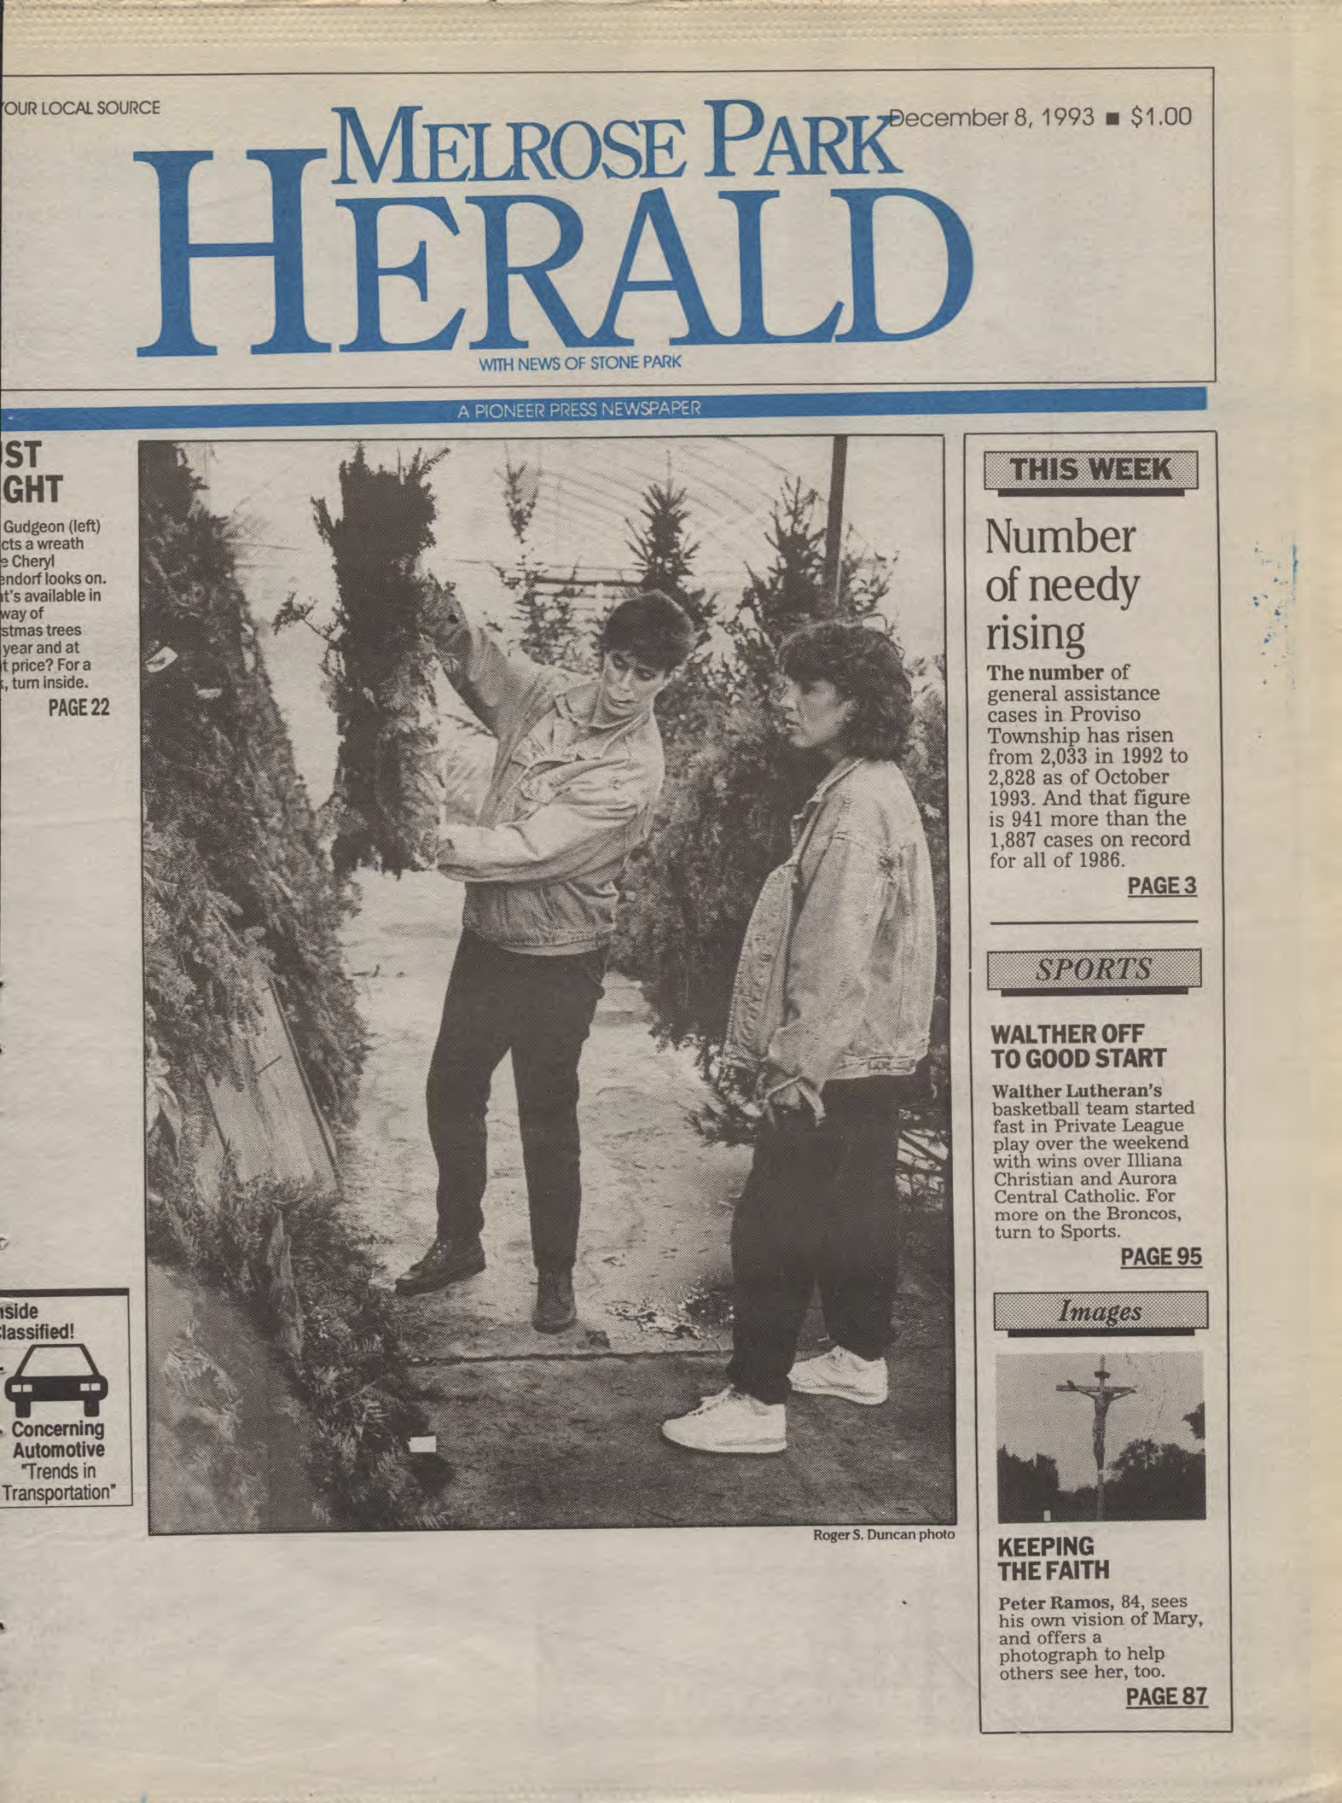 YOUR LOCAL SOURCE
December 8, 1993 ■ $1.00
MELROSE PARK
HERALD
WITH NEWS OF STONE PARK
A PIONEER PRESS NEWSPAPER
ST
GHT
Gudgeon (left)
cts a wreath
e Cheryl
endorf looks on.
t's available in
way of
stmas trees
year and at
t price? For a
, turn inside.
PAGE 22
nside
lassified!
Concerning
Automotive
"Trends in
Transportation"
Roger S. Duncan photo
THIS WEEK
Number
of needy
rising
The number of
general assistance
cases in Proviso
Township has risen
from 2,033 in 1992 to
2,828 as of October
1993. And that figure
is 941 more than the
1,887 cases on record
for all of 1986.
PAGE 3
SPORTS
WALTHER OFF
TO GOOD START
Walther Lutheran's
basketball team started
fast in Private League
play over the weekend
with wins over Illiana
Christian and Aurora
Central Catholic. For
more on the Broncos,
turn to Sports.
PAGE 95
Images
KEEPING
THE FAITH
Peter Ramos, 84, sees
his own vision of Mary,
and offers a
photograph to help
others see her, too.
PAGE 87